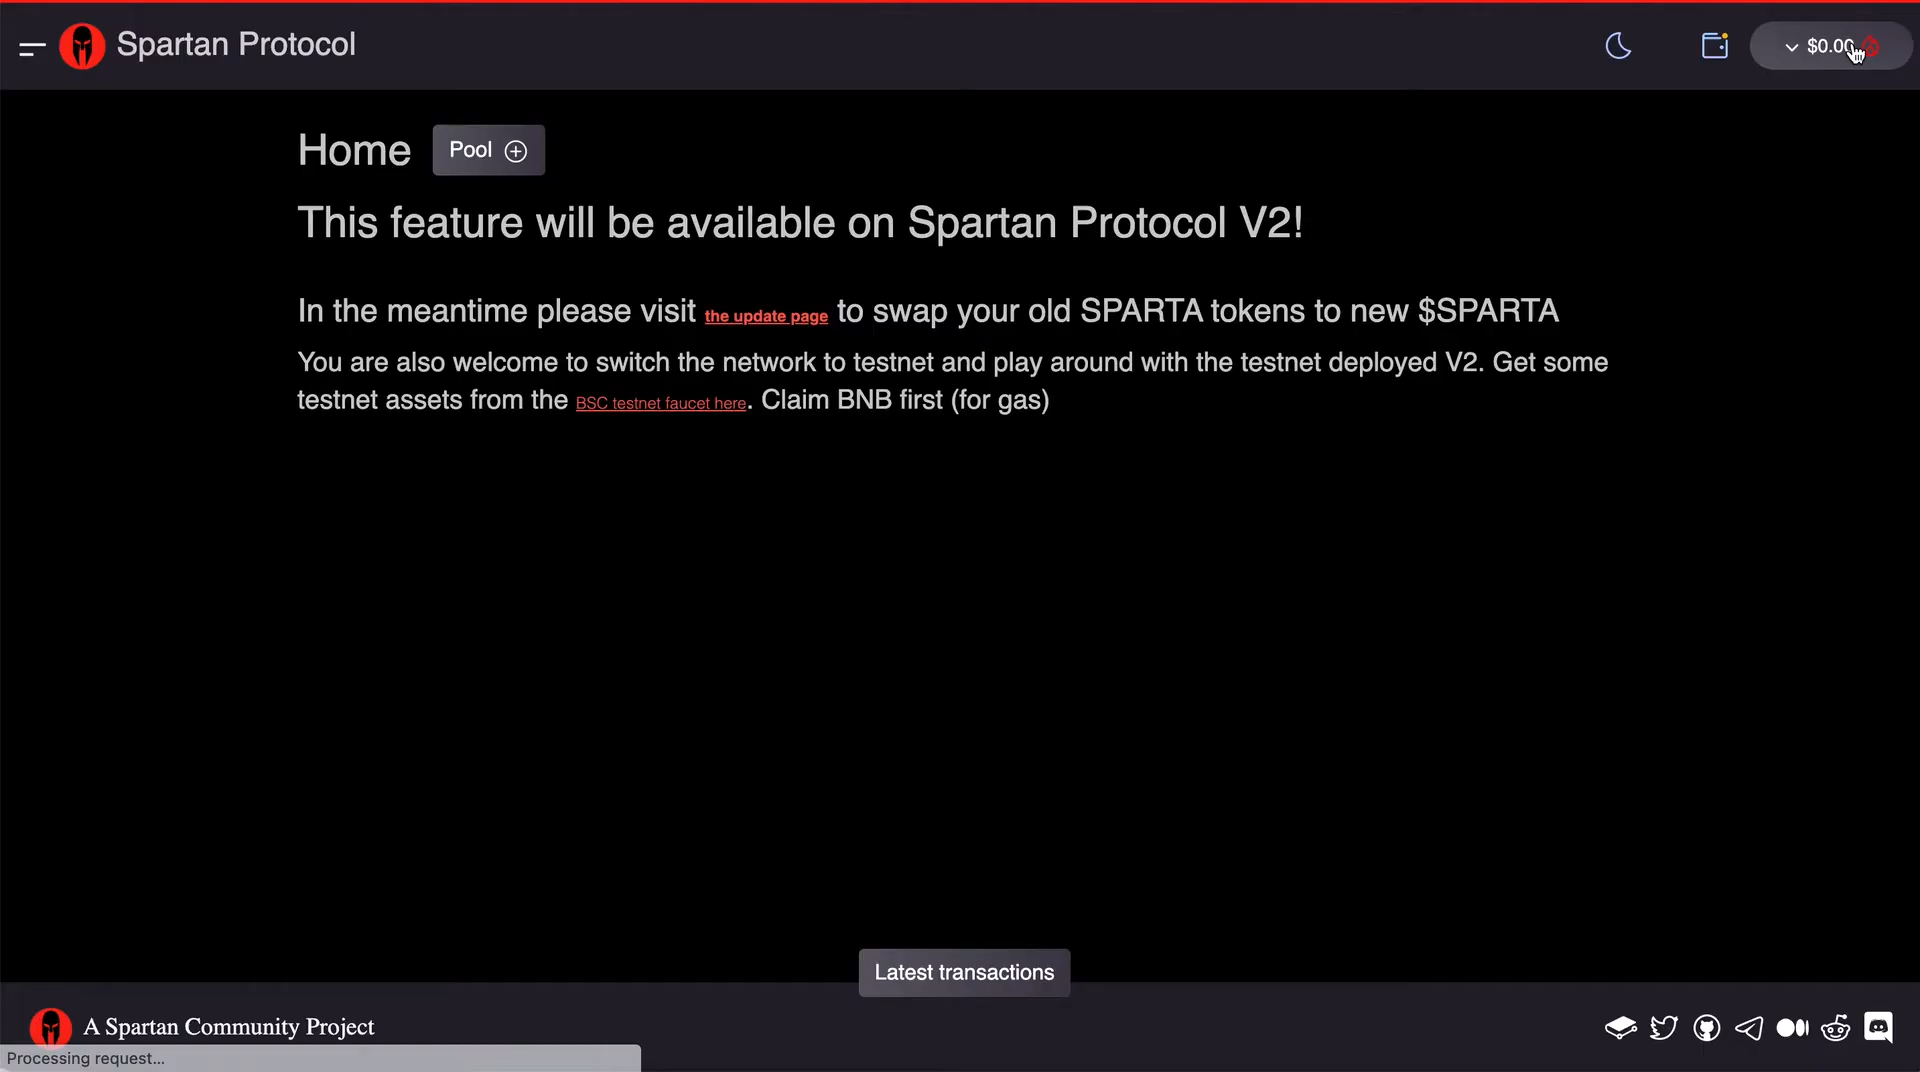 Spartan Protocol
$0.00
Home
Pool
This feature will be available on Spartan Protocol V2!
In the meantime please visit the update page to swap your old SPARTA tokens to new $SPARTA
You are also welcome to switch the network to testnet and play around with the testnet deployed V2. Get some
testnet assets from the BSC testnet faucet here. Claim BNB first (for gas)
Latest transactions
A Spartan Community Project
Processing request...